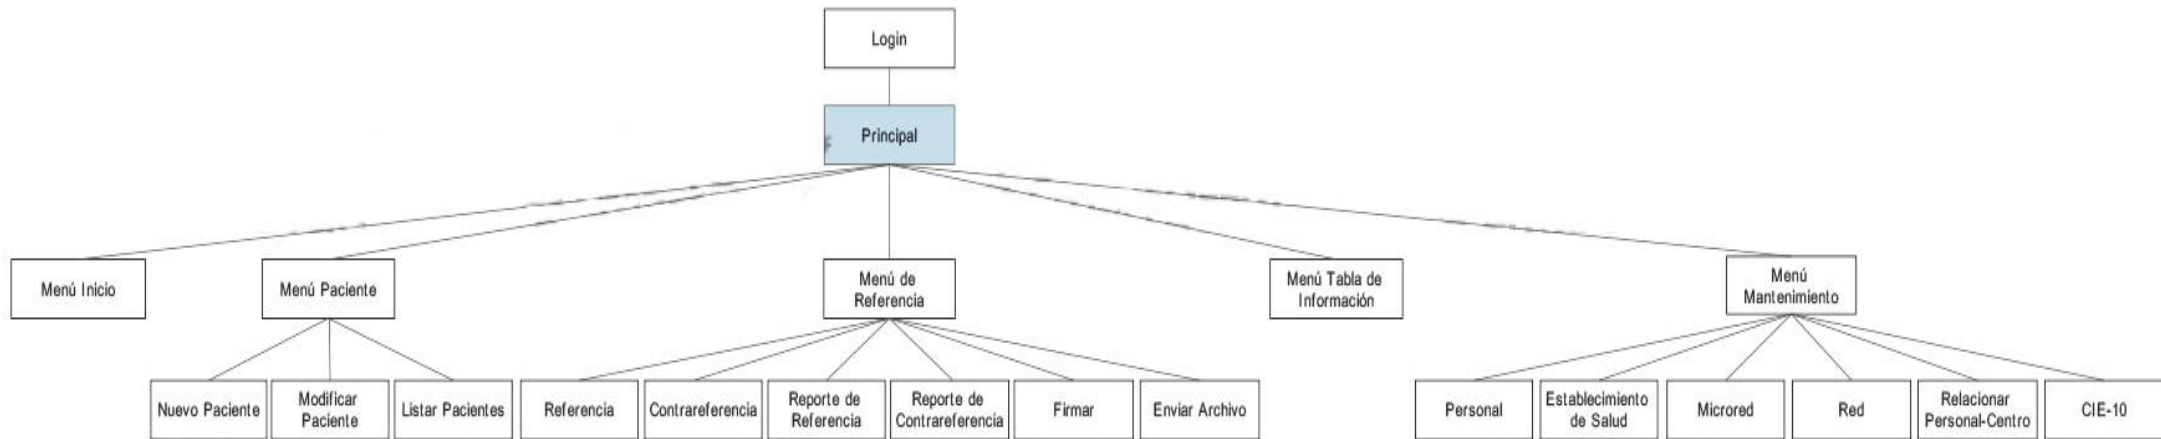 Login
Principal
Menú Inicio
Menú Paciente
Menú de
Referencia
Menú Tabla de
Información
Menú
Mantenimiento
Nuevo Paciente
Modificar
Paciente
Listar Pacientes
Referencia
Contrareferencia
Reporte de
Referencia
Reporte de
Contrareferencia
Firmar
Enviar Archivo
Personal
Establecimiento
de Salud
Microred
Red
Relacionar
Personal-Centro
CIE-10